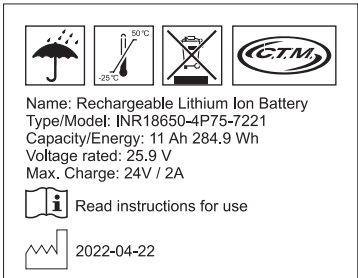 50°C
-25°C
C.T.M.
Name: Rechargeable Lithium Ion Battery
Type/Model: INR18650-4P75-7221
Capacity/Energy: 11 Ah 284.9 Wh
Voltage rated: 25.9 V
Max. Charge: 24V / 2A
i Read instructions for use
2022-04-22